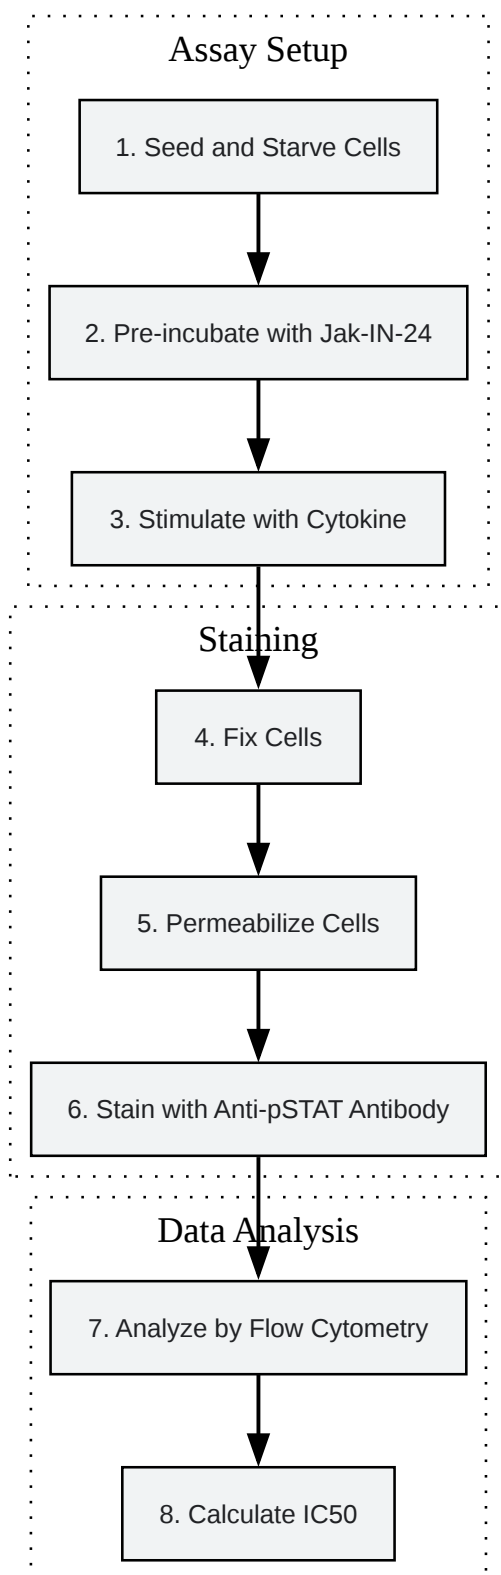 Assay Setup
1. Seed and Starve Cells
2. Pre-incubate with Jak-IN-24
3. Stimulate with Cytokine
Staining
4. Fix Cells
5. Permeabilize Cells
6. Stain with Anti-pSTAT Antibody
Data Analysis
7. Analyze by Flow Cytometry
8. Calculate IC50